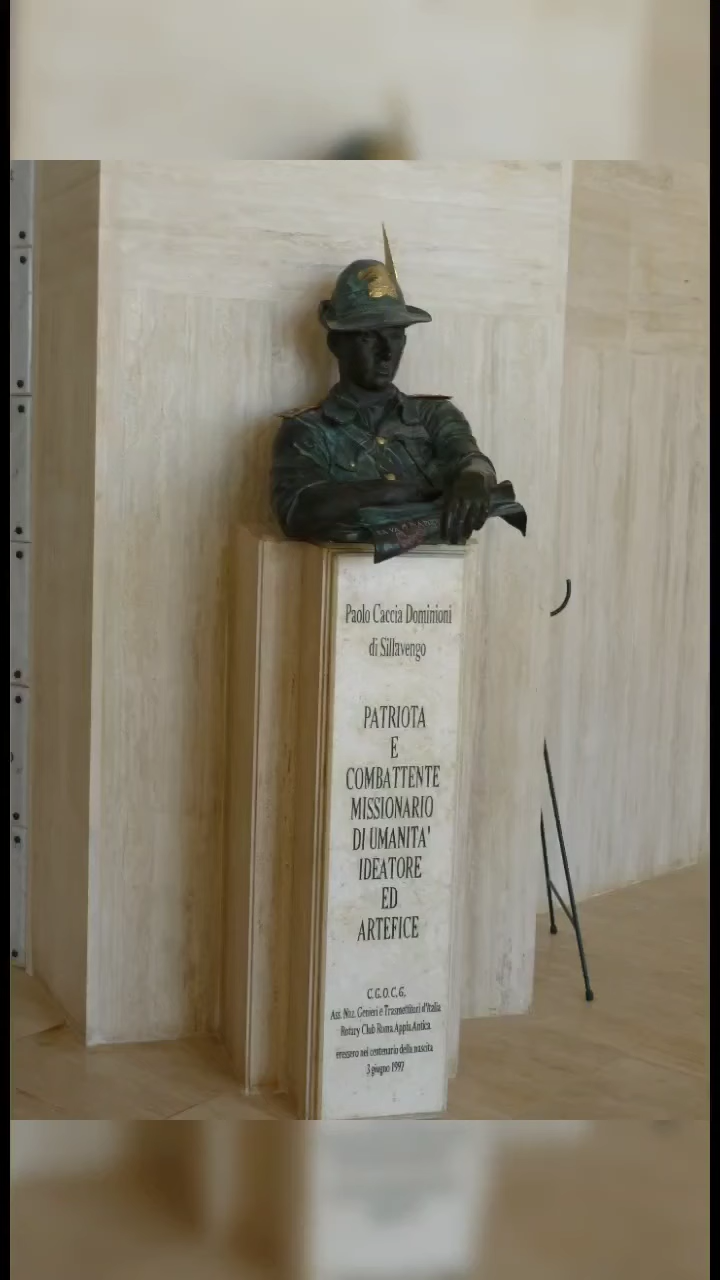 Paolo Caccia Dominioni
di Sillavengo
PATRIOTA
E
COMBATTENTE
MISSIONARIO
DI UMANITA'
IDEATORE
ED
ARTEFICE
C.G.O.C.G.
Ass. Naz. Genieri e Trasmettitori d'Italia
Rotary Club Roma Appia Antica
eressero nel centenario della nascita
3 giugno 1997